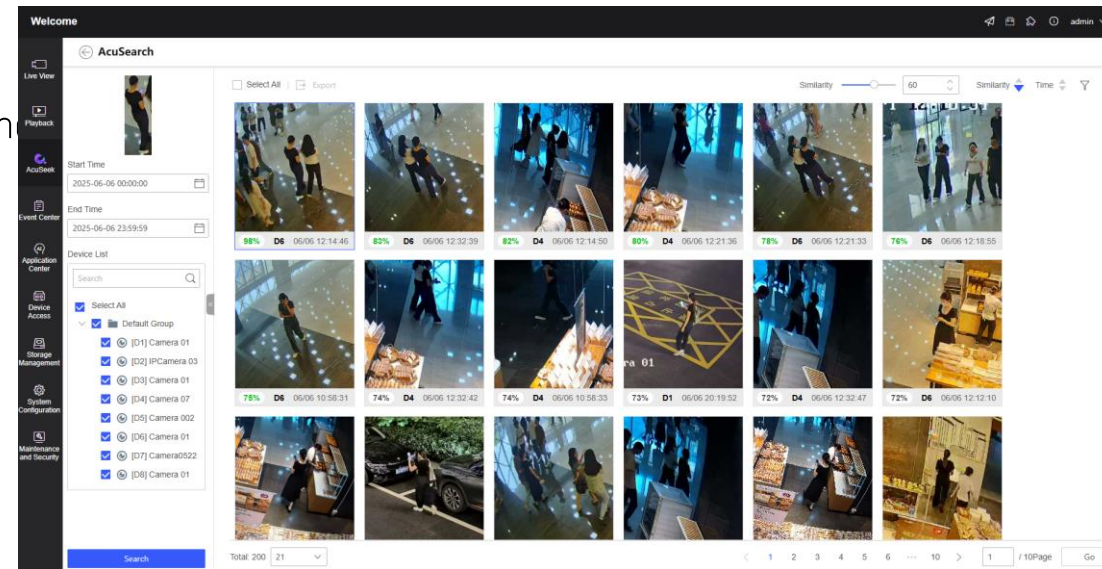 Welcome
admin
AcuSearch
Live View
Playback
AcuSeek
Event Center
Application Center
Device Access
Storage Management
System Configuration
Maintenance and Security
Start Time
2025-06-06 00:00:00
End Time
2025-06-06 23:59:59
Device List
Search
Select All
Default Group
[D1] Camera 01
[D2] IPCamera 03
[D3] Camera 01
[D4] Camera 07
[D5] Camera 002
[D6] Camera 01
[D7] Camera0522
[D8] Camera 01
Search
Select All Export
Similarity 60 Similarity Time
98% D6 06/06 12:14:46
83% D6 06/06 12:32:39
82% D4 06/06 12:14:50
80% D4 06/06 12:21:36
78% D6 06/06 12:21:33
76% D6 06/06 12:18:55
75% D6 06/06 10:58:31
74% D4 06/06 12:32:42
74% D4 06/06 10:58:33
ra 01
73% D1 06/06 20:19:52
72% D4 06/06 12:32:47
72% D6 06/06 12:12:10
Total: 200 21
1 2 3 4 5 6 ... 10 1 / 10Page Go